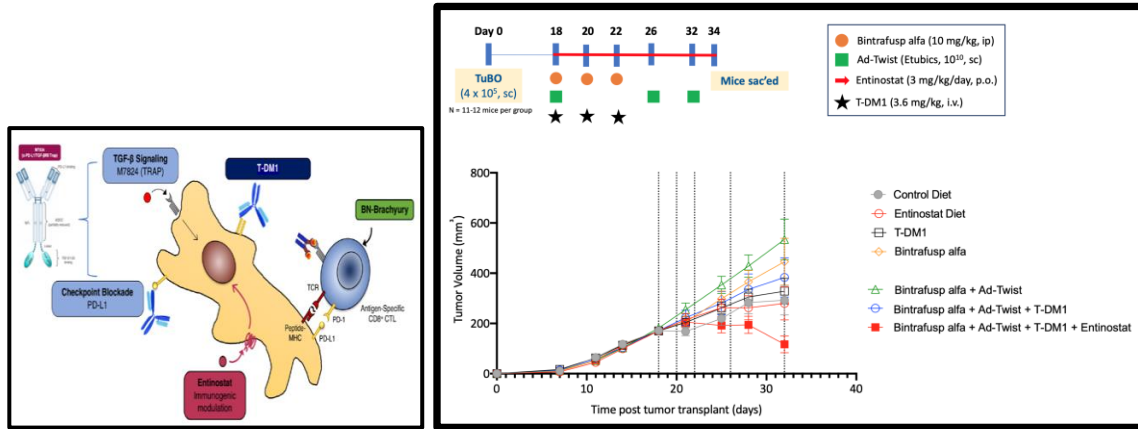 TGF-β Signaling
M7824 (TRAP)
T-DM1
BN-Brachyury
Checkpoint Blockade
PD-L1
TCR
PD-1
PD-L1
Peptide-
MHC
Antigen-Specific
CD8⁺ CTL
Entinostat
Immunogenic
modulation
Day 0 18 20 22 26 32 34
TuBO
(4 x 10⁵, sc)
Mice sac'ed
N = 11-12 mice per group
Bintrafusp alfa (10 mg/kg, ip)
Ad-Twist (Etubics, 10¹⁰, sc)
Entinostat (3 mg/kg/day, p.o.)
T-DM1 (3.6 mg/kg, i.v.)
Tumor Volume (mm³)
800
600
400
200
0
0 10 20 30 40
Time post tumor transplant (days)
Control Diet
Entinostat Diet
T-DM1
Bintrafusp alfa
Bintrafusp alfa + Ad-Twist
Bintrafusp alfa + Ad-Twist + T-DM1
Bintrafusp alfa + Ad-Twist + T-DM1 + Entinostat